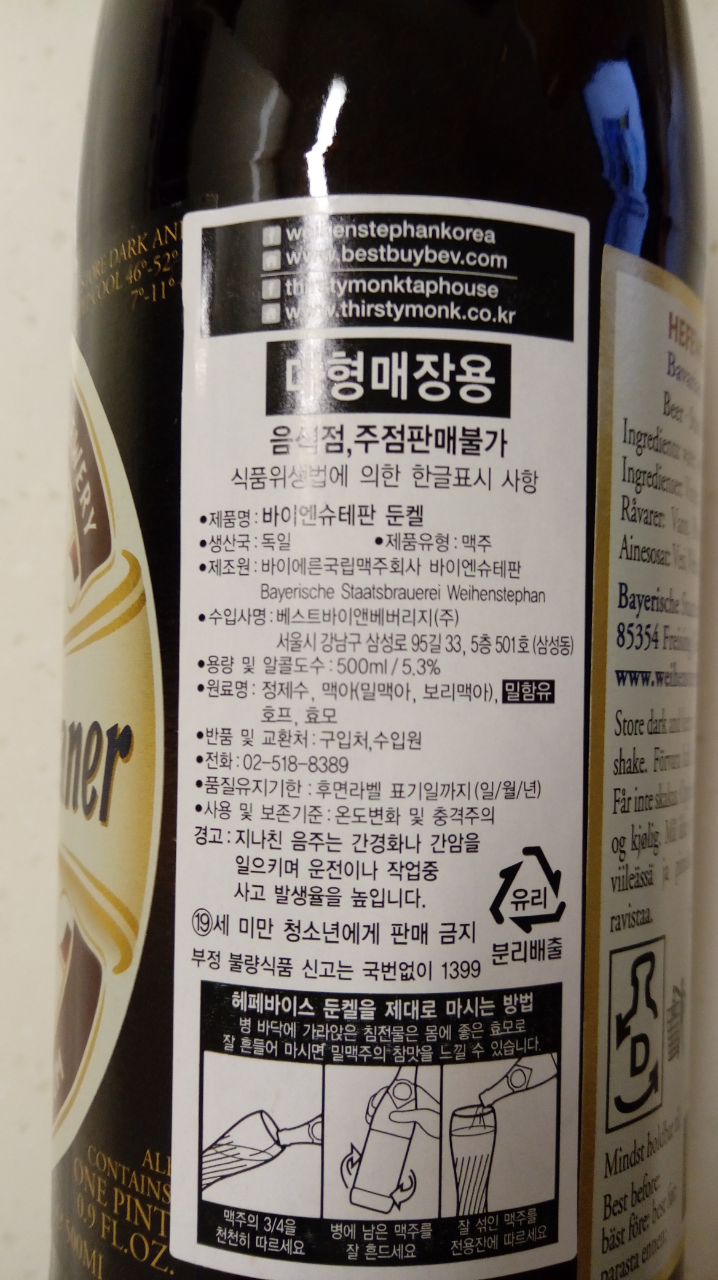 weihenstephankorea
www.bestbuybev.com
thirstymonktaphouse
www.thirstymonk.co.kr
대형매장용
음식점,주점판매불가
식품위생법에 의한 한글표시 사항
•제품명:바이엔슈테판 둔켈
•생산국:독일 •제품유형:맥주
•제조원:바이에른국립맥주회사 바이엔슈테판
Bayerische Staatsbrauerei Weihenstephan
•수입사명:베스트바이앤베버리지(주)
서울시 강남구 삼성로 95길 33, 5층 501호 (삼성동)
•용량 및 알콜도수:500ml/5.3%
•원료명: 정제수, 맥아(밀맥아, 보리맥아), 밀함유
호프, 효모
•반품 및 교환처:구입처,수입원
•전화:02-518-8389
•품질유지기한:후면라벨 표기일까지(일/월/년)
•사용 및 보존기준:온도변화 및 충격주의
경고:지나친 음주는 간경화나 간암을
일으키며 운전이나 작업중
사고 발생율을 높입니다.
유리
분리배출
⑲세 미만 청소년에게 판매 금지
부정 불량식품 신고는 국번없이 1399
헤페바이스 둔켈을 제대로 마시는 방법
병 바닥에 가라앉은 침전물은 몸에 좋은 효모로
잘 흔들어 마시면 밀맥주의 참맛을 느낄 수 있습니다.
맥주의 3/4을
천천히 따르세요
병에 남은 맥주를
잘 흔드세요
잘 섞인 맥주를
전용잔에 따르세요
DARK AND
COOL 46°-52°
7°-11°
CONTAINS
ONE PINT
0.9 FL.OZ.
Beer
Råvarer:
Ainesosat:
Bayerische
85354 Freising
Store dark and
shake.
Får inte
og kjølig.
viileässä
ravistaa.
D
Mindst
Best before:
bäst före:
parasta ennen: